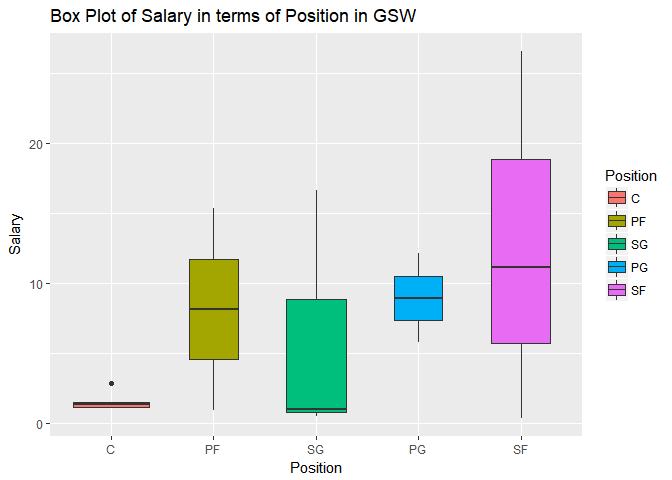 Box Plot of Salary in terms of Position in GSW
Salary
20
10
0
C PF SG PG SF
Position
Position
C
PF
SG
PG
SF